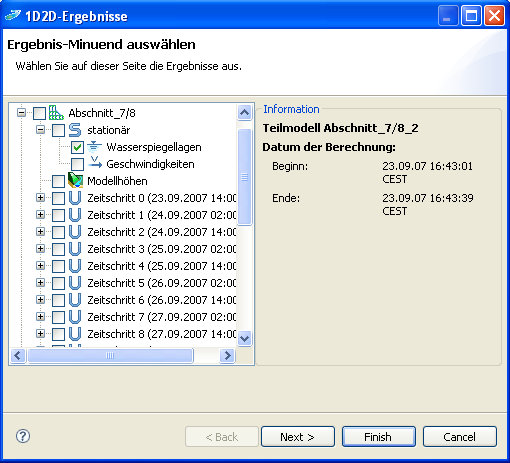 1D2D-Ergebnisse
Ergebnis-Minuend auswählen
Wählen Sie auf dieser Seite die Ergebnisse aus.
Abschnitt_7/8
stationär
Wasserspiegellagen
Geschwindigkeiten
Modellhöhen
Zeitschritt 0 (23.09.2007 14:00
Zeitschritt 1 (24.09.2007 02:00
Zeitschritt 2 (24.09.2007 14:00
Zeitschritt 3 (25.09.2007 02:00
Zeitschritt 4 (25.09.2007 14:00
Zeitschritt 5 (26.09.2007 02:00
Zeitschritt 6 (26.09.2007 14:00
Zeitschritt 7 (27.09.2007 02:00
Zeitschritt 8 (27.09.2007 14:00
Information
Teilmodell Abschnitt_7/8_2
Datum der Berechnung:
Beginn: 23.09.07 16:43:01
CEST
Ende: 23.09.07 16:43:39
CEST
? < Back Next > Finish Cancel